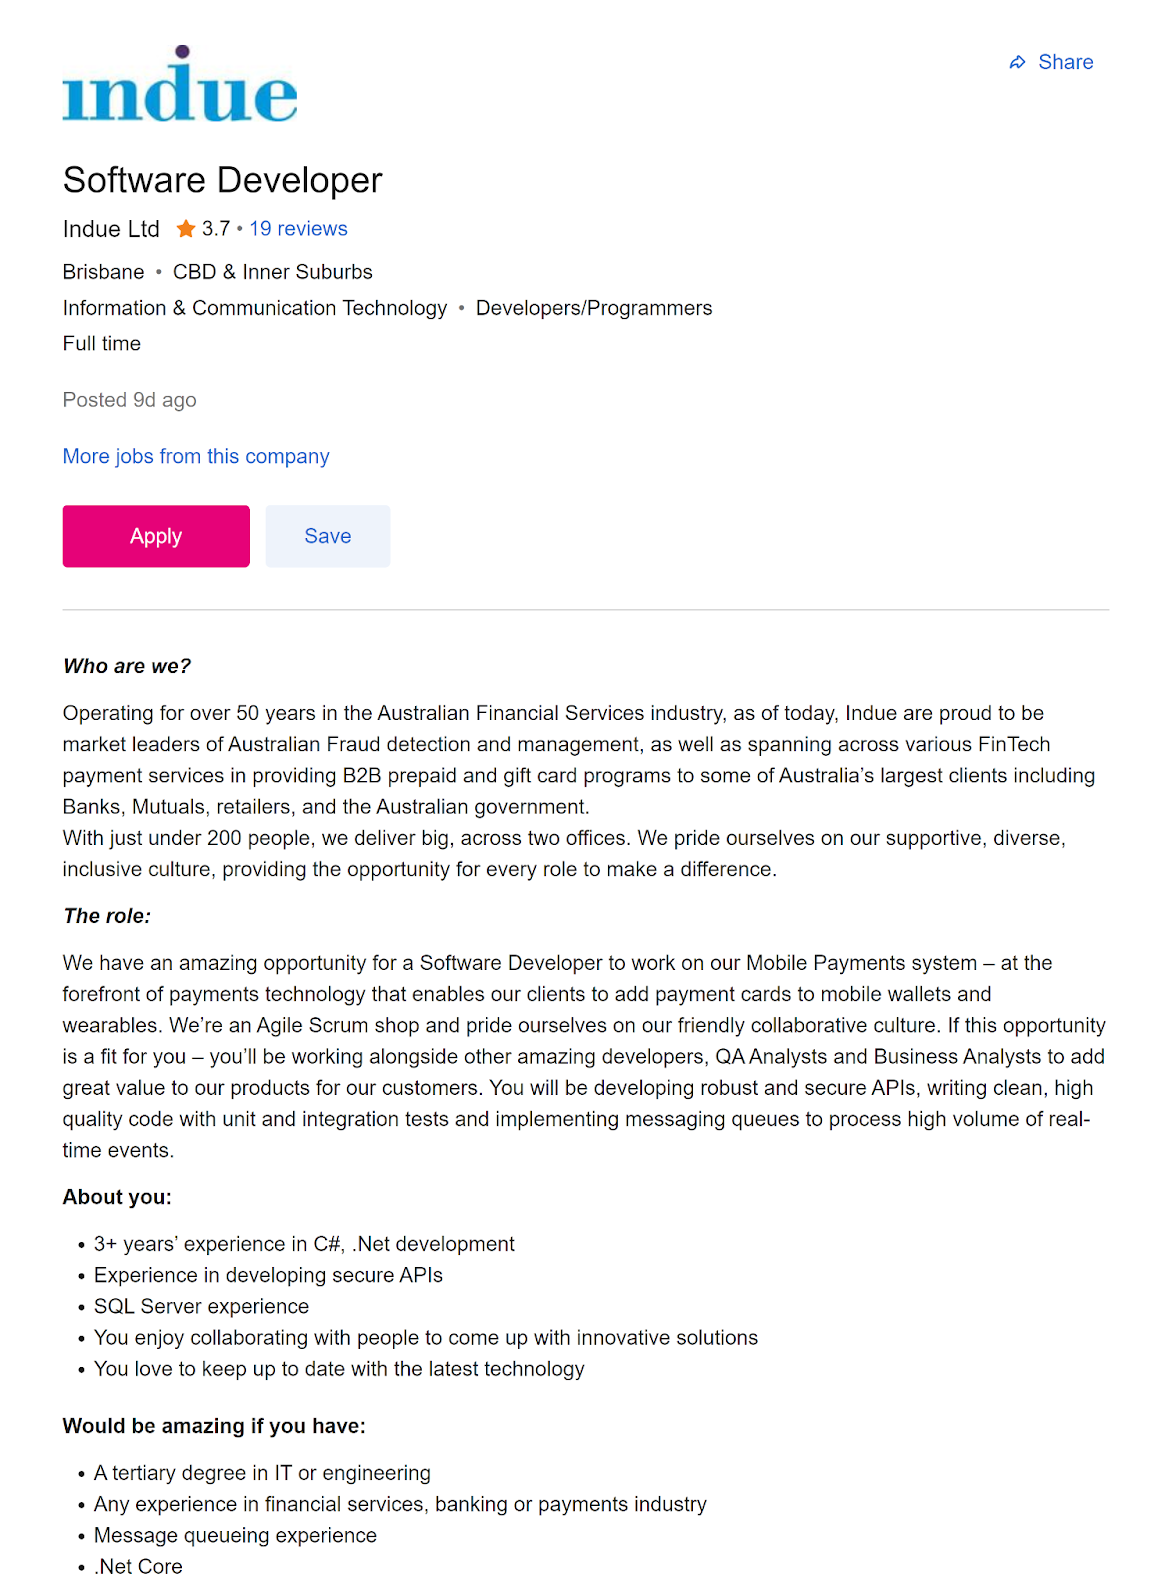 indue
Share
Software Developer
Indue Ltd 3.7 • 19 reviews
Brisbane • CBD & Inner Suburbs
Information & Communication Technology • Developers/Programmers
Full time
Posted 9d ago
More jobs from this company
Apply Save
Who are we?
Operating for over 50 years in the Australian Financial Services industry, as of today, Indue are proud to be
market leaders of Australian Fraud detection and management, as well as spanning across various FinTech
payment services in providing B2B prepaid and gift card programs to some of Australia’s largest clients including
Banks, Mutuals, retailers, and the Australian government.
With just under 200 people, we deliver big, across two offices. We pride ourselves on our supportive, diverse,
inclusive culture, providing the opportunity for every role to make a difference.
The role:
We have an amazing opportunity for a Software Developer to work on our Mobile Payments system – at the
forefront of payments technology that enables our clients to add payment cards to mobile wallets and
wearables. We’re an Agile Scrum shop and pride ourselves on our friendly collaborative culture. If this opportunity
is a fit for you – you’ll be working alongside other amazing developers, QA Analysts and Business Analysts to add
great value to our products for our customers. You will be developing robust and secure APIs, writing clean, high
quality code with unit and integration tests and implementing messaging queues to process high volume of real-
time events.
About you:
• 3+ years’ experience in C#, .Net development
• Experience in developing secure APIs
• SQL Server experience
• You enjoy collaborating with people to come up with innovative solutions
• You love to keep up to date with the latest technology
Would be amazing if you have:
• A tertiary degree in IT or engineering
• Any experience in financial services, banking or payments industry
• Message queueing experience
• .Net Core